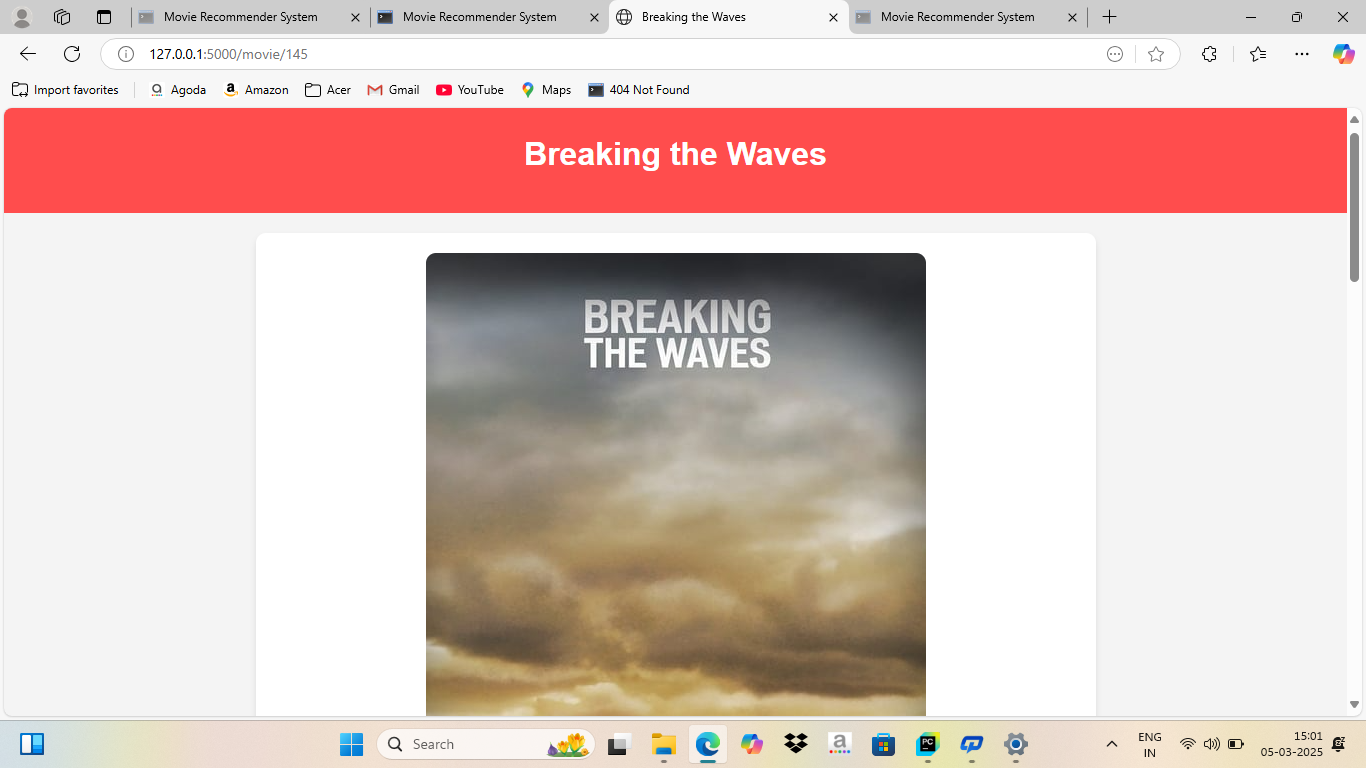 Movie Recommender System
Movie Recommender System
Breaking the Waves
Movie Recommender System
127.0.0.1:5000/movie/145
Import favorites
Agoda
Amazon
Acer
Gmail
YouTube
Maps
404 Not Found
Breaking the Waves
BREAKING
THE WAVES
Search
ENG
IN
15:01
05-03-2025